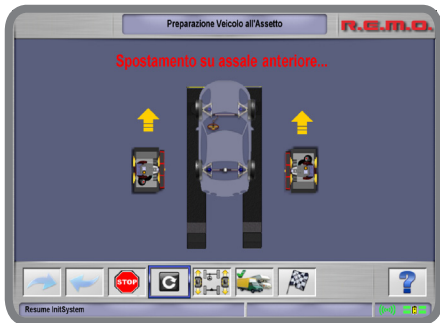 Preparazione Veicolo all'Assetto
R.E.M.O.
Spostamento su assale anteriore...
STOP
Resume InitSystem